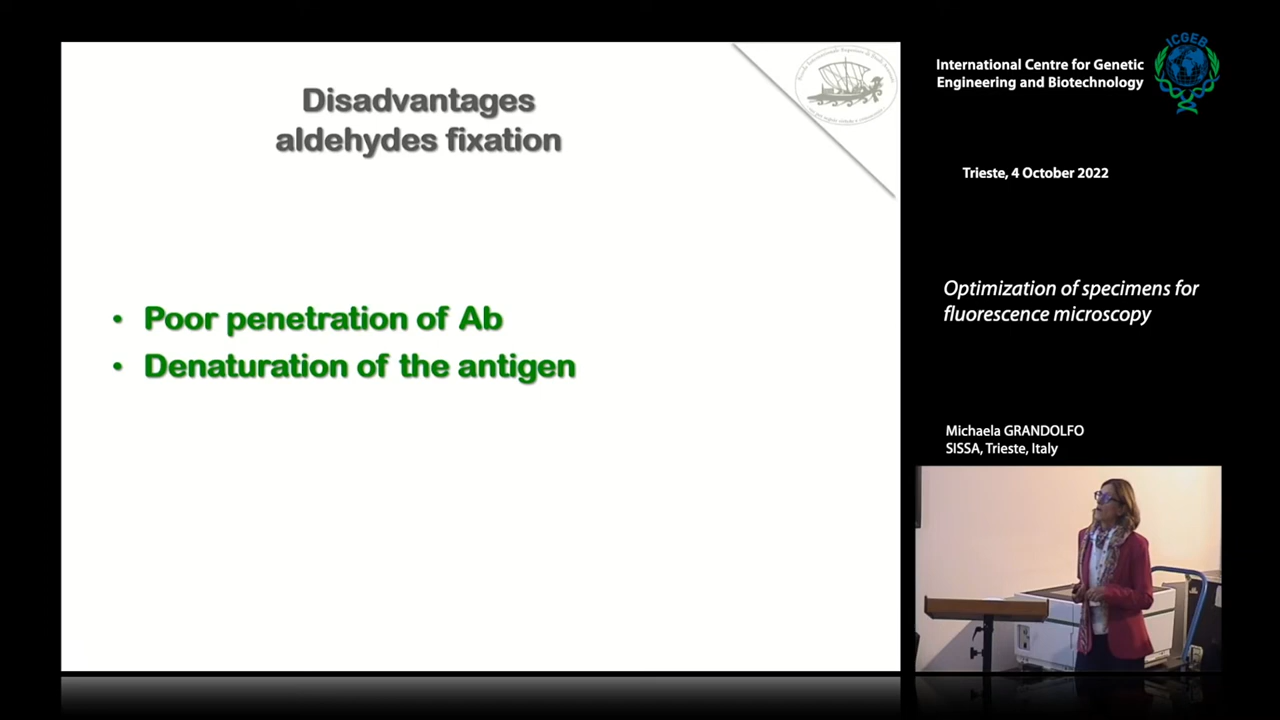 Disadvantages
aldehydes fixation
• Poor penetration of Ab
• Denaturation of the antigen
International Centre for Genetic
Engineering and Biotechnology
ICGEB
Trieste, 4 October 2022
Optimization of specimens for
fluorescence microscopy
Michaela GRANDOLFO
SISSA, Trieste, Italy